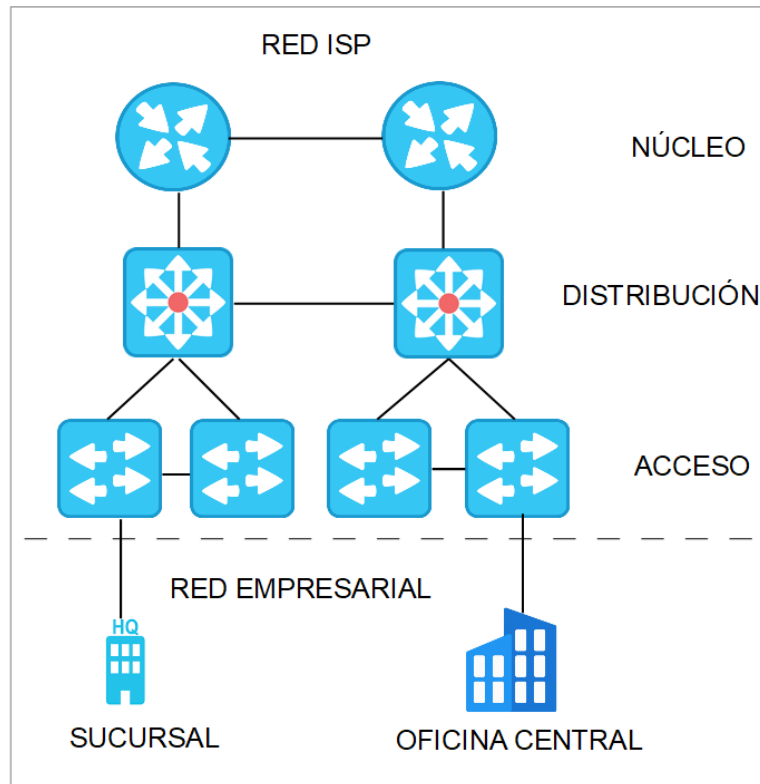 RED ISP
NÚCLEO
DISTRIBUCIÓN
ACCESO
RED EMPRESARIAL
HQ
SUCURSAL
OFICINA CENTRAL